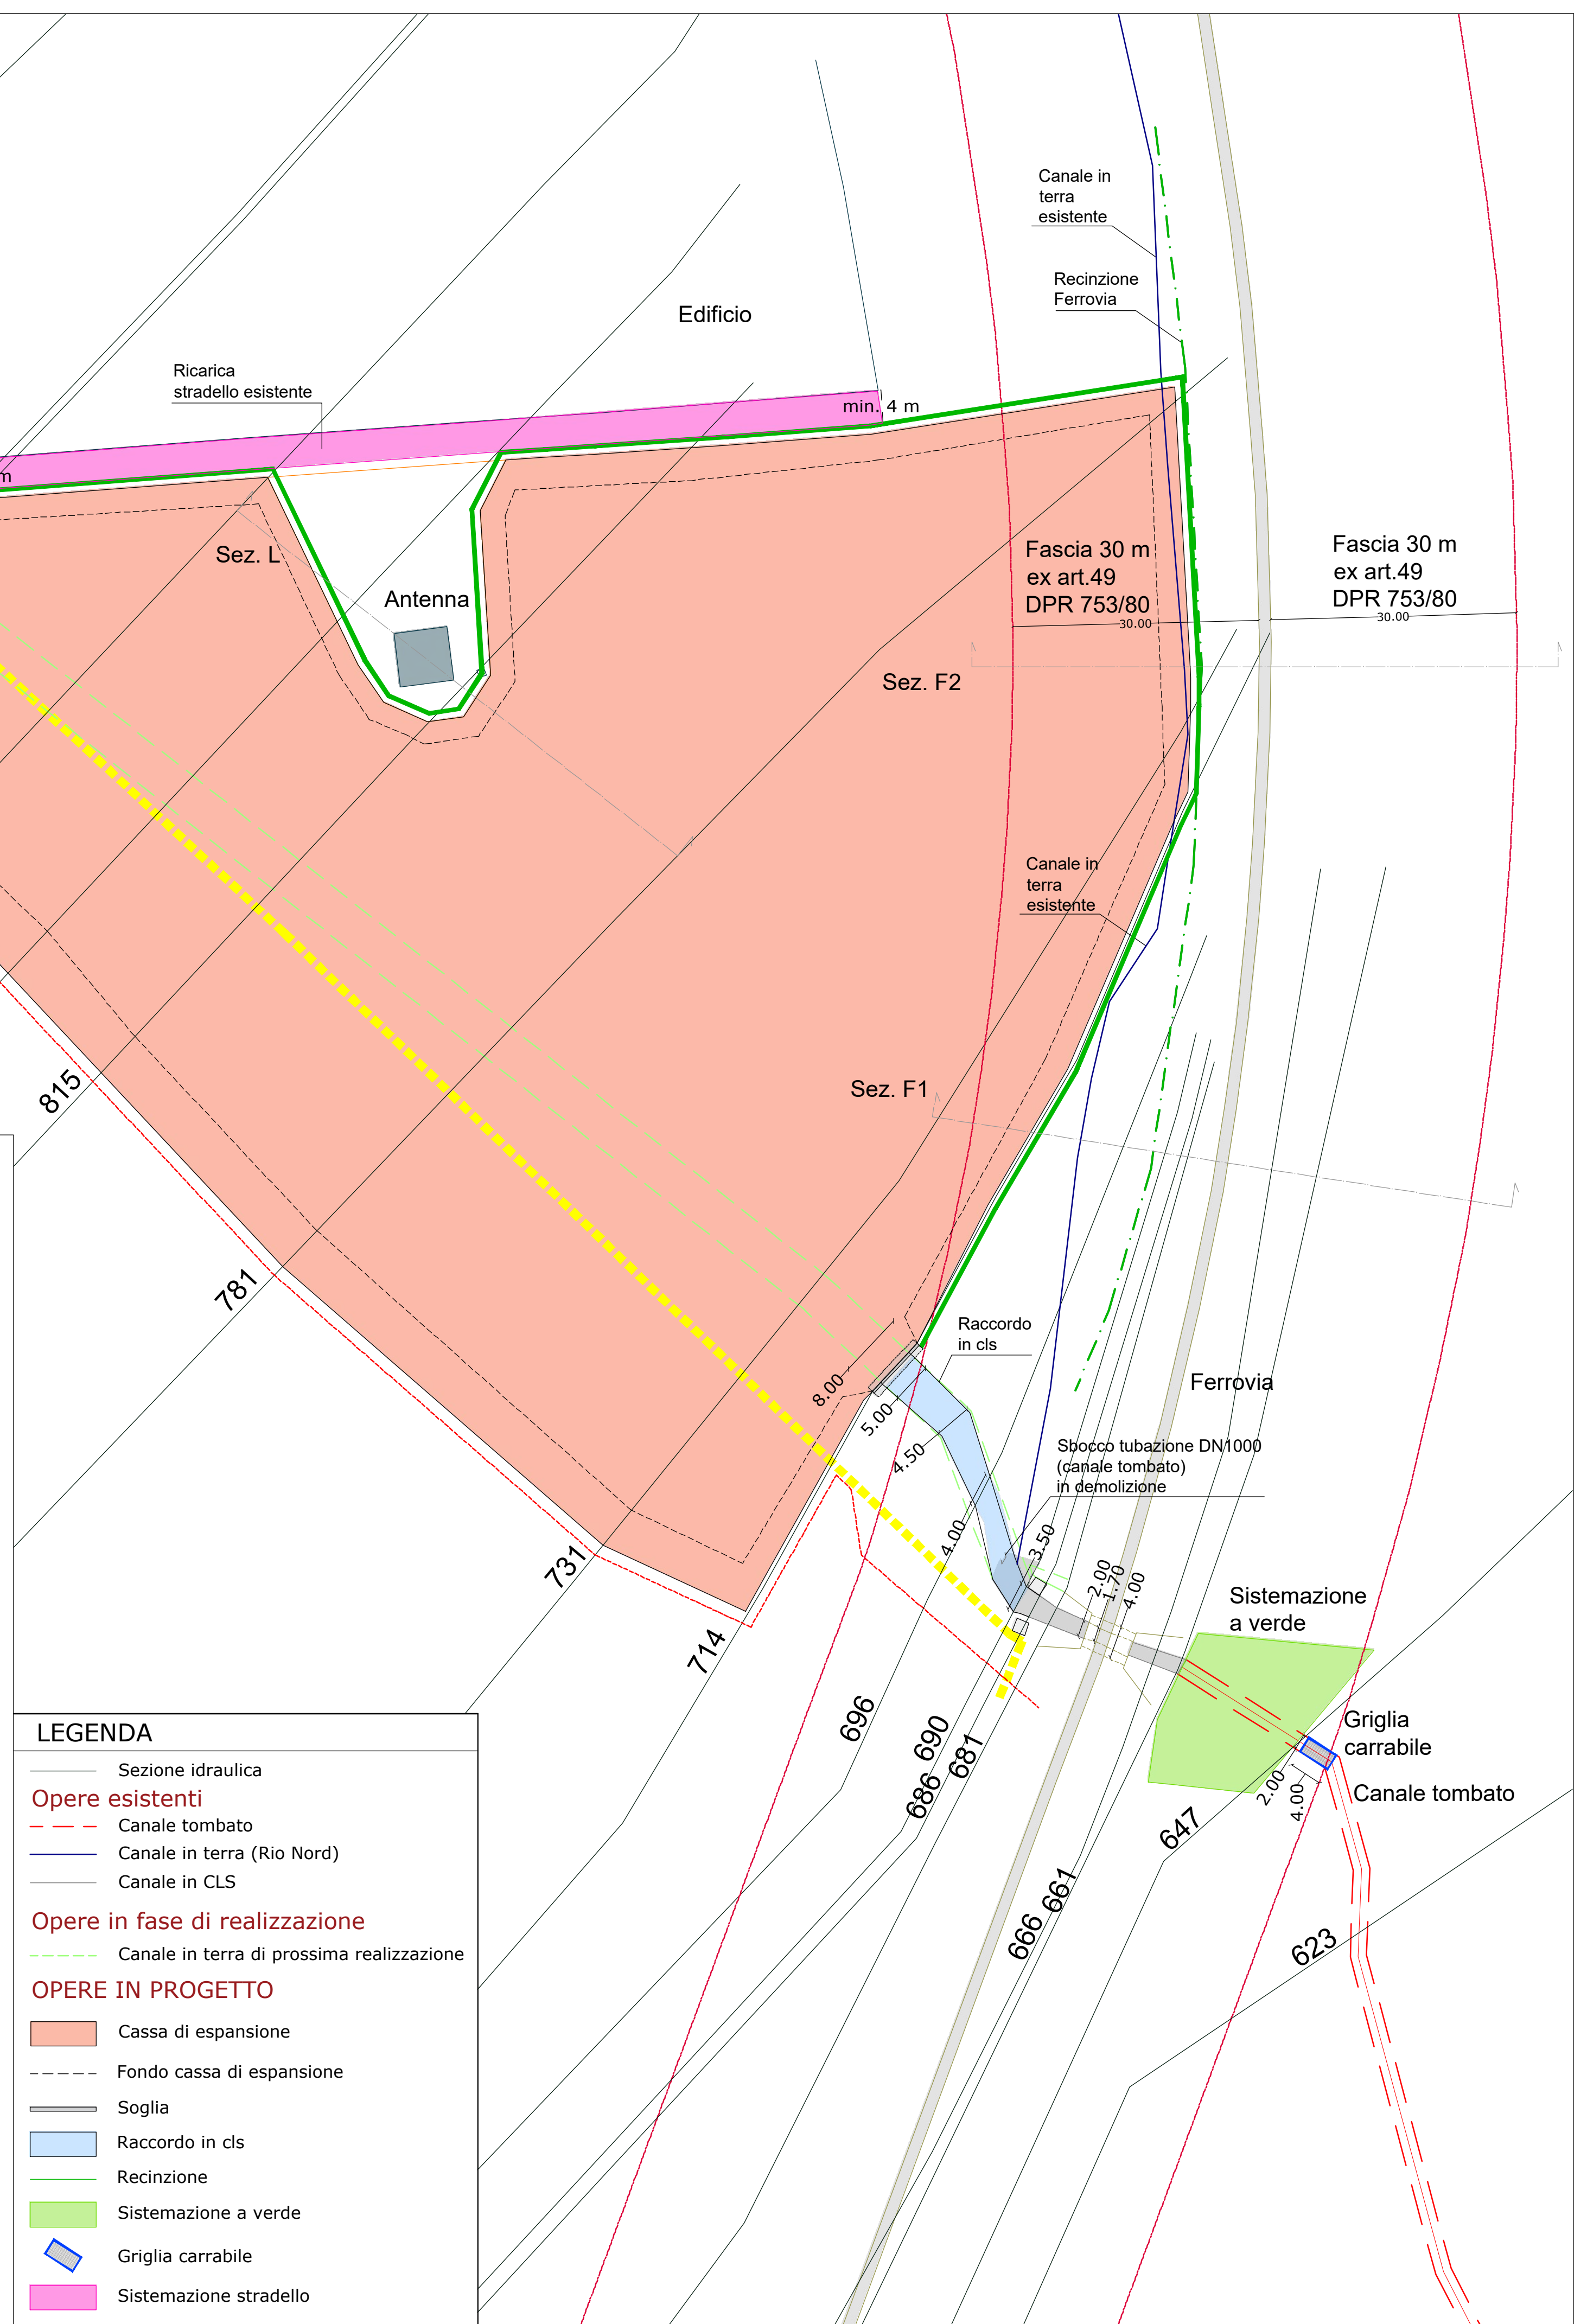 Canale in
terra
esistente
Recinzione
Ferrovia
Edificio
Ricarica
stradello esistente
min. 4 m
m
Sez. L
Antenna
Fascia 30 m
ex art.49
DPR 753/80
30.00
Fascia 30 m
ex art.49
DPR 753/80
30.00
Sez. F2
Canale in
terra
esistente
Sez. F1
815
781
731
714
Raccordo
in cls
8.00
5.00
4.50
4.00
3.50
Ferrovia
Sbocco tubazione DN1000
(canale tombato)
in demolizione
2.00
1.70
4.00
Sistemazione
a verde
Griglia
carrabile
Canale tombato
2.00
4.00
696
690
686
681
666
661
647
623
LEGENDA
Sezione idraulica
Opere esistenti
Canale tombato
Canale in terra (Rio Nord)
Canale in CLS
Opere in fase di realizzazione
Canale in terra di prossima realizzazione
OPERE IN PROGETTO
Cassa di espansione
Fondo cassa di espansione
Soglia
Raccordo in cls
Recinzione
Sistemazione a verde
Griglia carrabile
Sistemazione stradello